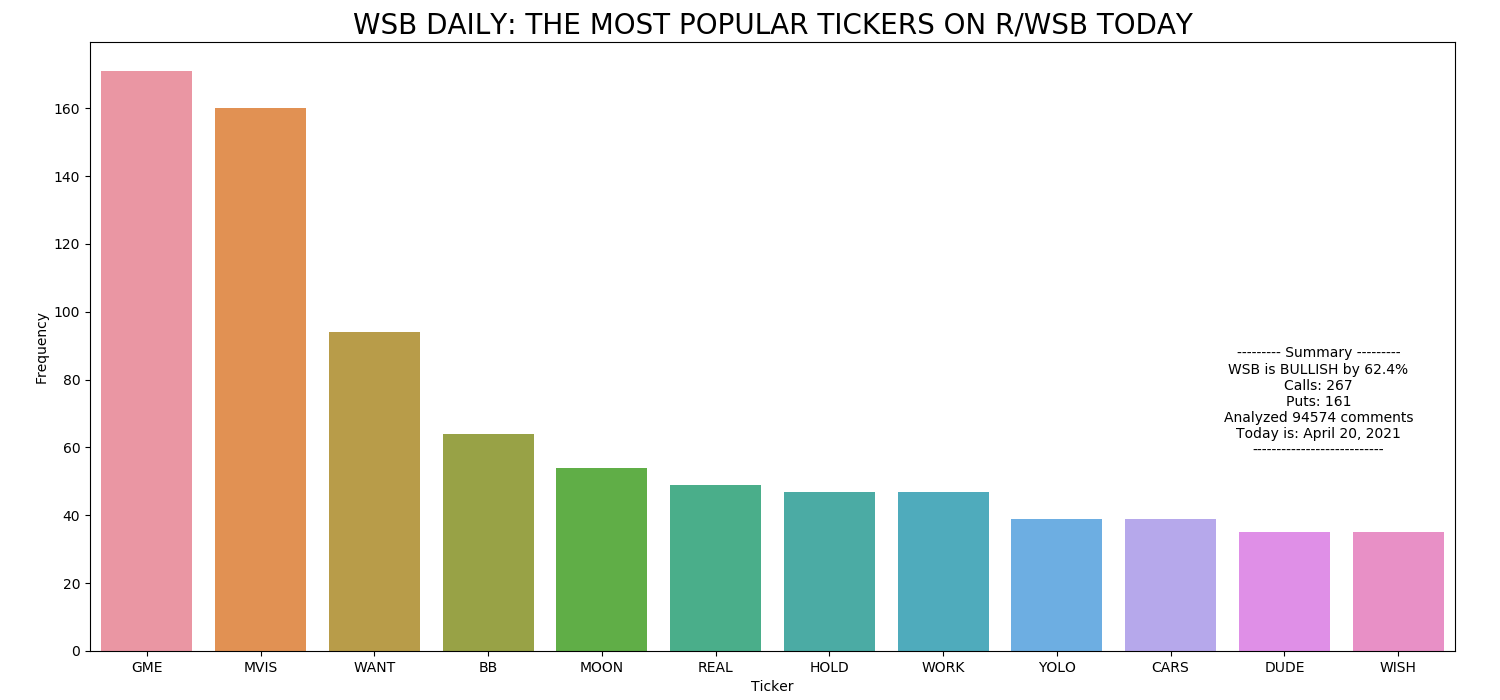 WSB DAILY: THE MOST POPULAR TICKERS ON R/WSB TODAY
160
140
120
100
80
60
40
20
0
Frequency
--------- Summary ---------
WSB is BULLISH by 62.4%
Calls: 267
Puts: 161
Analyzed 94574 comments
Today is: April 20, 2021
---------------------------
GME MVIS WANT BB MOON REAL HOLD WORK YOLO CARS DUDE WISH
Ticker